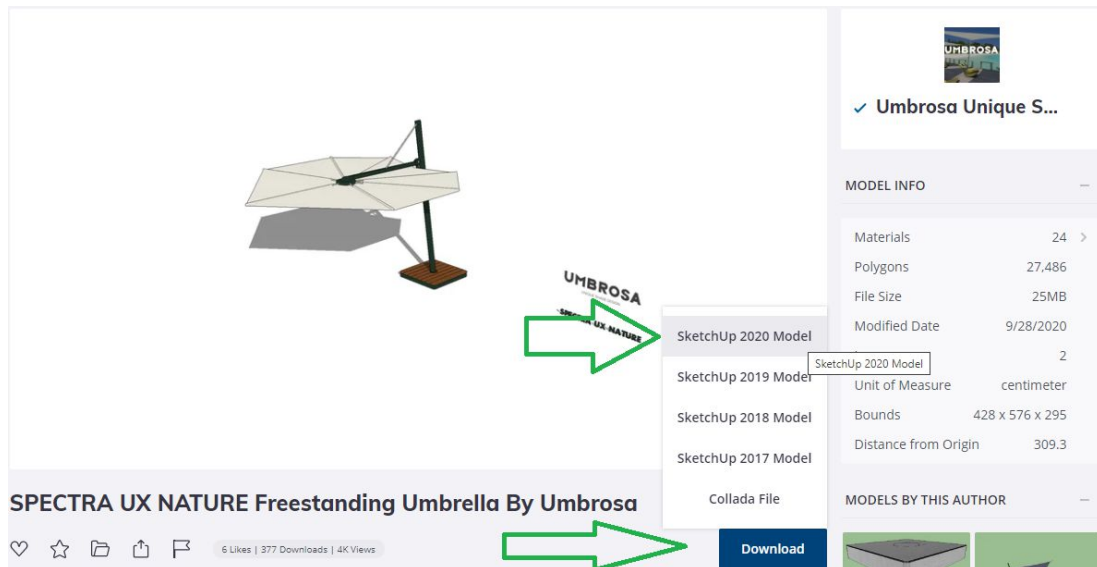 UMBROSA
SPECTRA UX NATURE
SketchUp 2020 Model
SketchUp 2019 Model
SketchUp 2018 Model
SketchUp 2017 Model
Collada File
SketchUp 2020 Model
SPECTRA UX NATURE Freestanding Umbrella By Umbrosa
6 Likes | 377 Downloads | 4K Views
Download
UMBROSA
Umbrosa Unique S...
MODEL INFO
Materials 24
Polygons 27,486
File Size 25MB
Modified Date 9/28/2020
2
Unit of Measure centimeter
Bounds 428 x 576 x 295
Distance from Origin 309.3
MODELS BY THIS AUTHOR